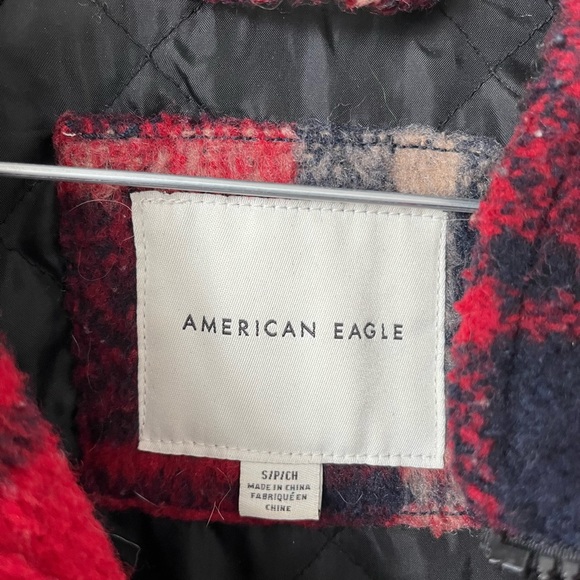 AMERICAN EAGLE
S/P/CH
MADE IN CHINA
FABRIQUÉ EN
CHINE